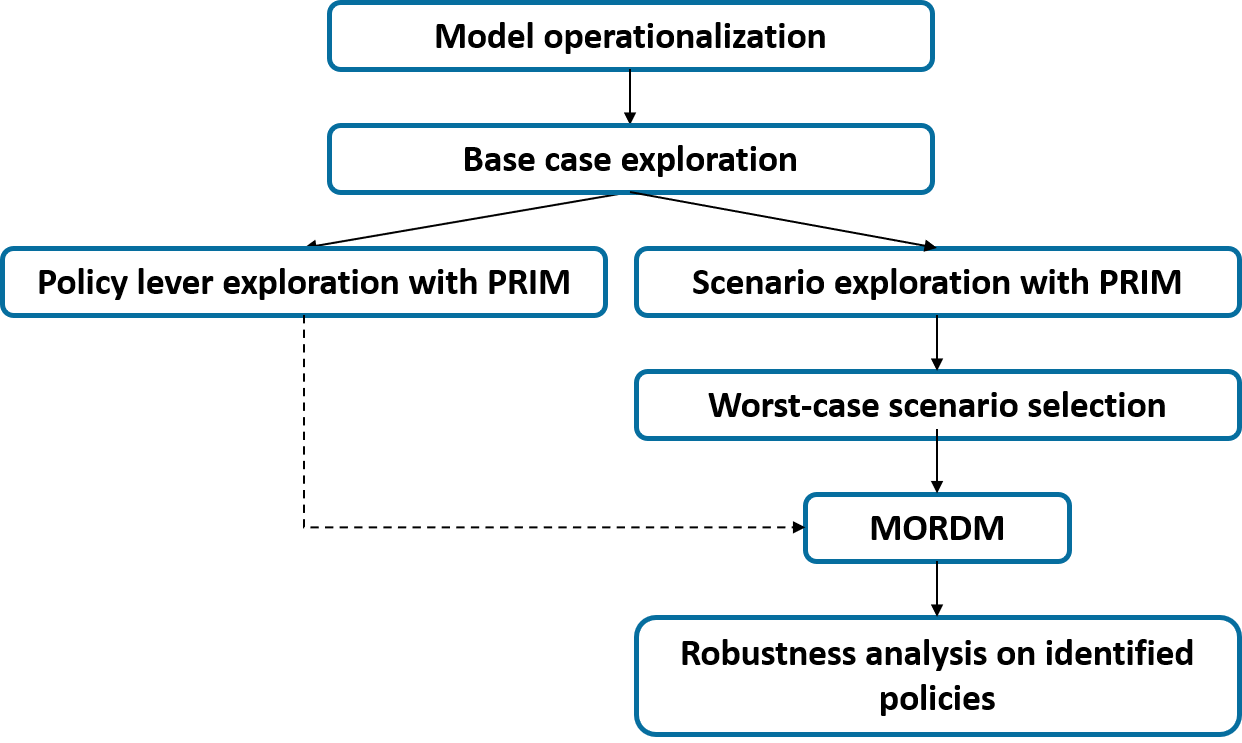 Model operationalization
Base case exploration
Policy lever exploration with PRIM
Scenario exploration with PRIM
Worst-case scenario selection
MORDM
Robustness analysis on identified
policies